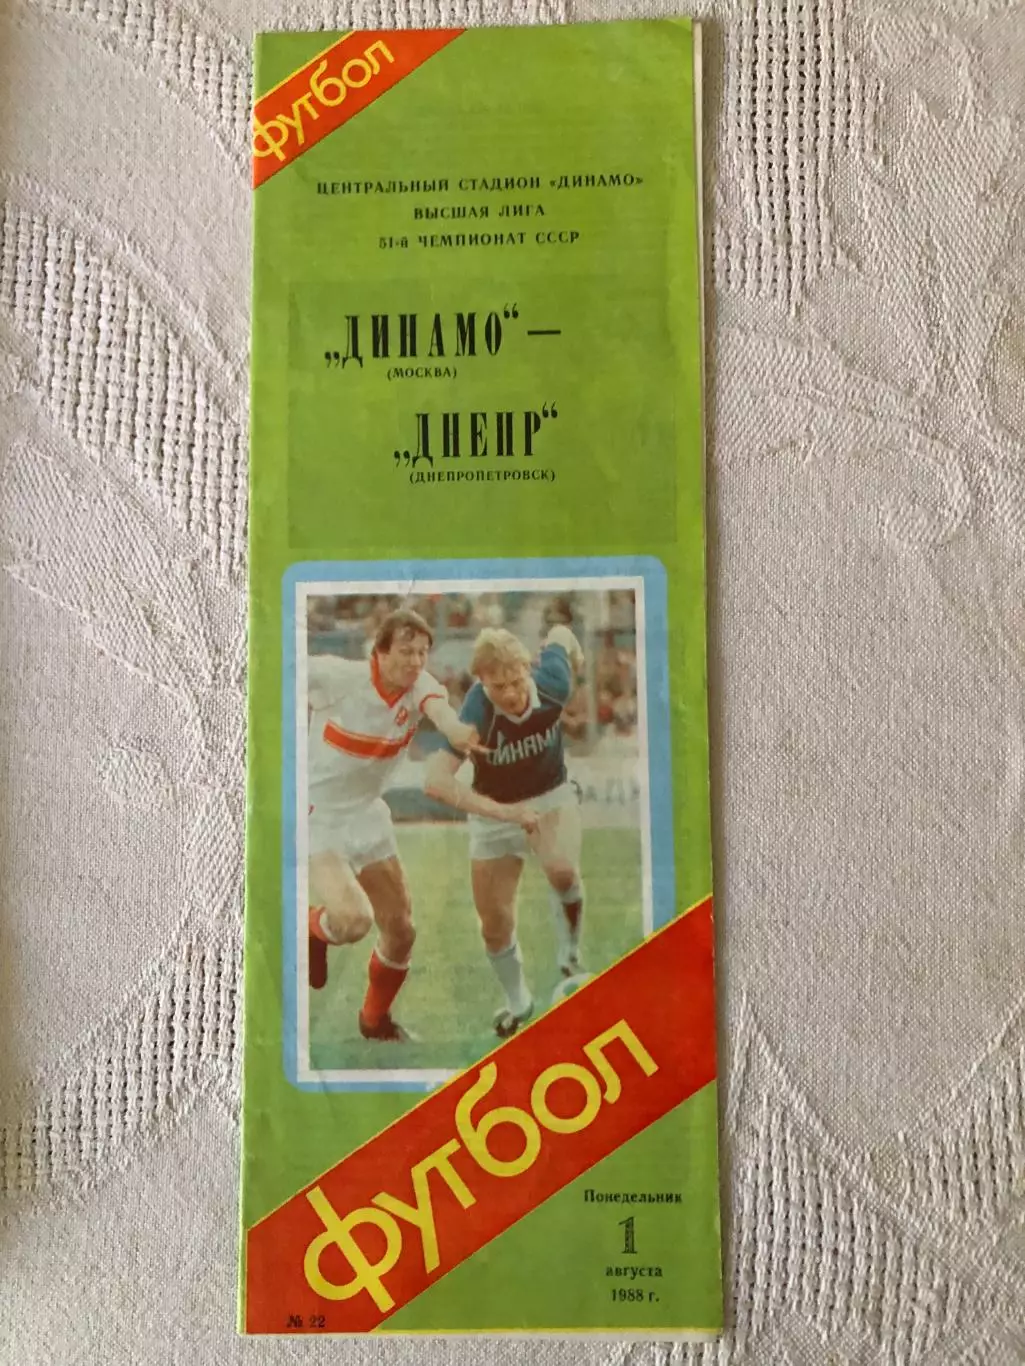 футбол
ЦЕНТРАЛЬНЫЙ СТАДИОН «ДИНАМО»
ВЫСШАЯ ЛИГА
51-й ЧЕМПИОНАТ СССР
„ДИНАМО“ —
(МОСКВА)
„ДНЕПР“
(ДНЕПРОПЕТРОВСК)
ДИНАМО
футбол
Понедельник
1
августа
1988 г.
№ 22